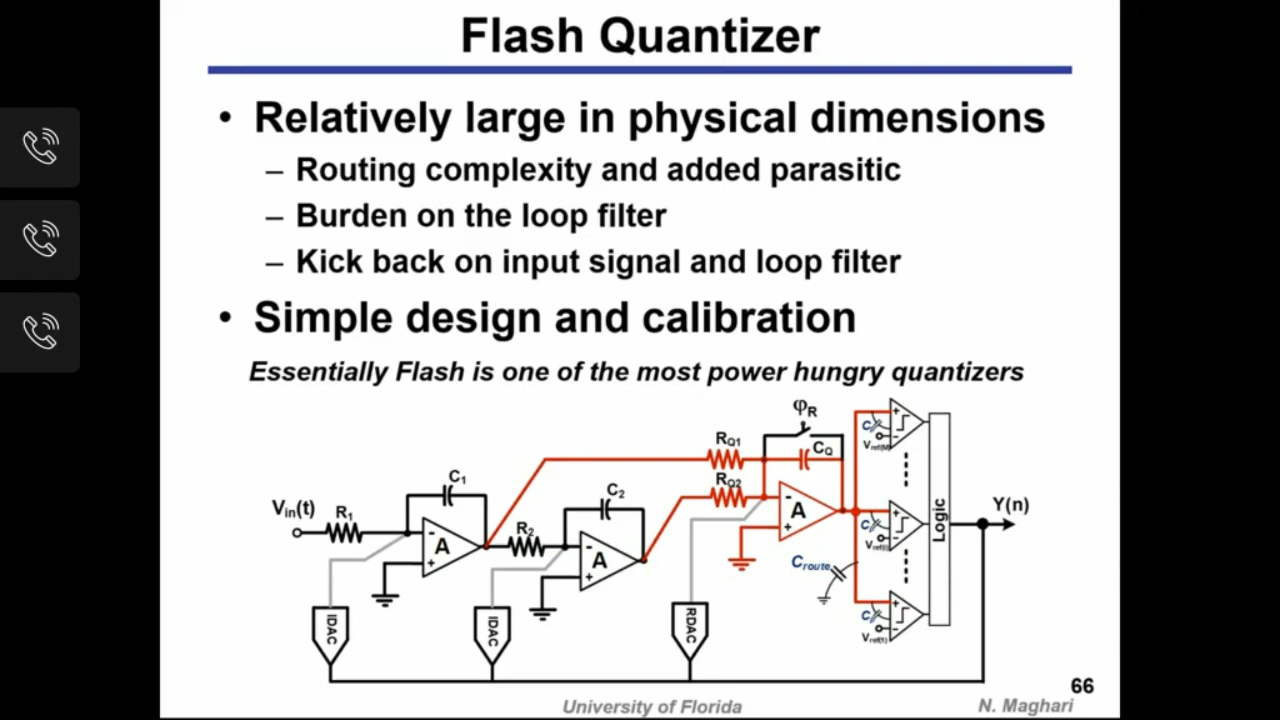 Flash Quantizer
• Relatively large in physical dimensions
– Routing complexity and added parasitic
– Burden on the loop filter
– Kick back on input signal and loop filter
• Simple design and calibration
Essentially Flash is one of the most power hungry quantizers
φR
RQ1
CQ
RQ2
Vref(M)
C1
C2
Vin(t)
R1
R2
A
A
A
Logic
Y(n)
Vref(i)
Croute
Vref(1)
IDAC
IDAC
RDAC
66
University of Florida
N. Maghari